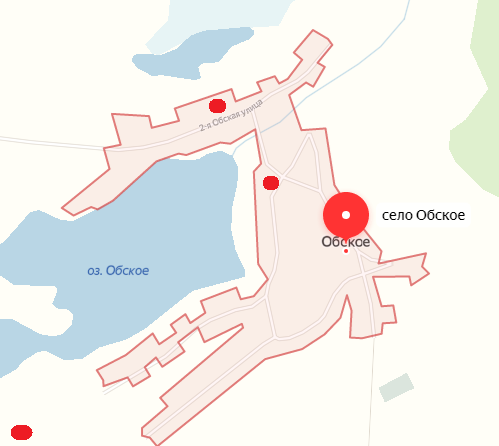 2-я Обская улица
село Обское
Обское
оз. Обское